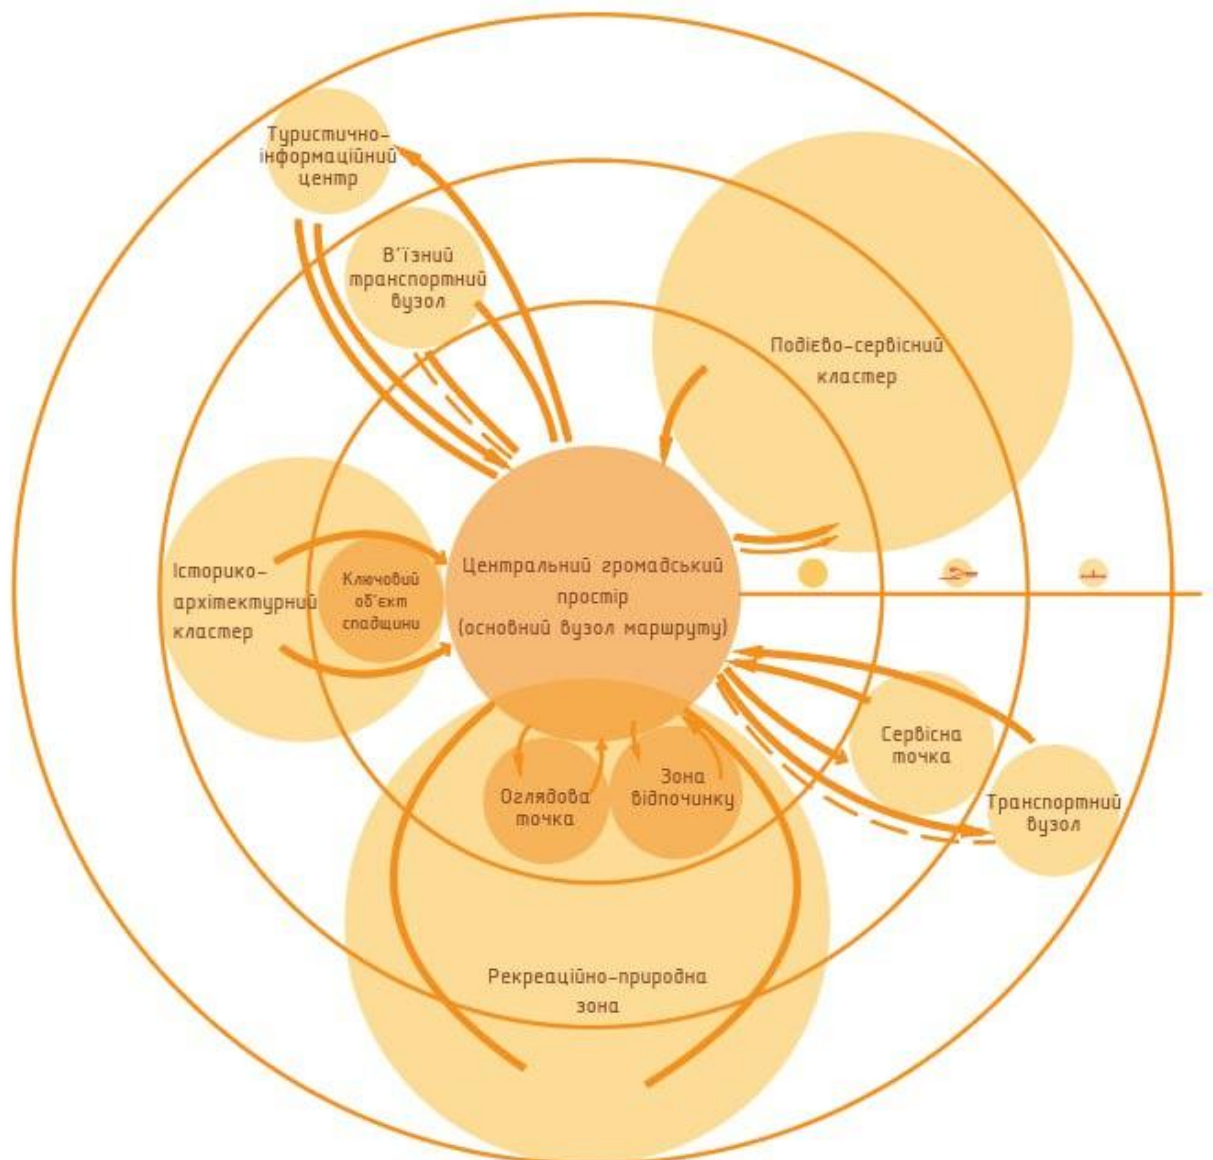 Туристично-
інформаційний
центр
В'їзний
транспортний
вузол
Подієво-сервісний
кластер
Історико-
архітектурний
кластер
Ключовий
об'єкт
спадщини
Центральний громадський
простір
(основний вузол маршруту)
Сервісна
точка
Транспортний
вузол
Оглядова
точка
Зона
відпочинку
Рекреаційно-природна
зона